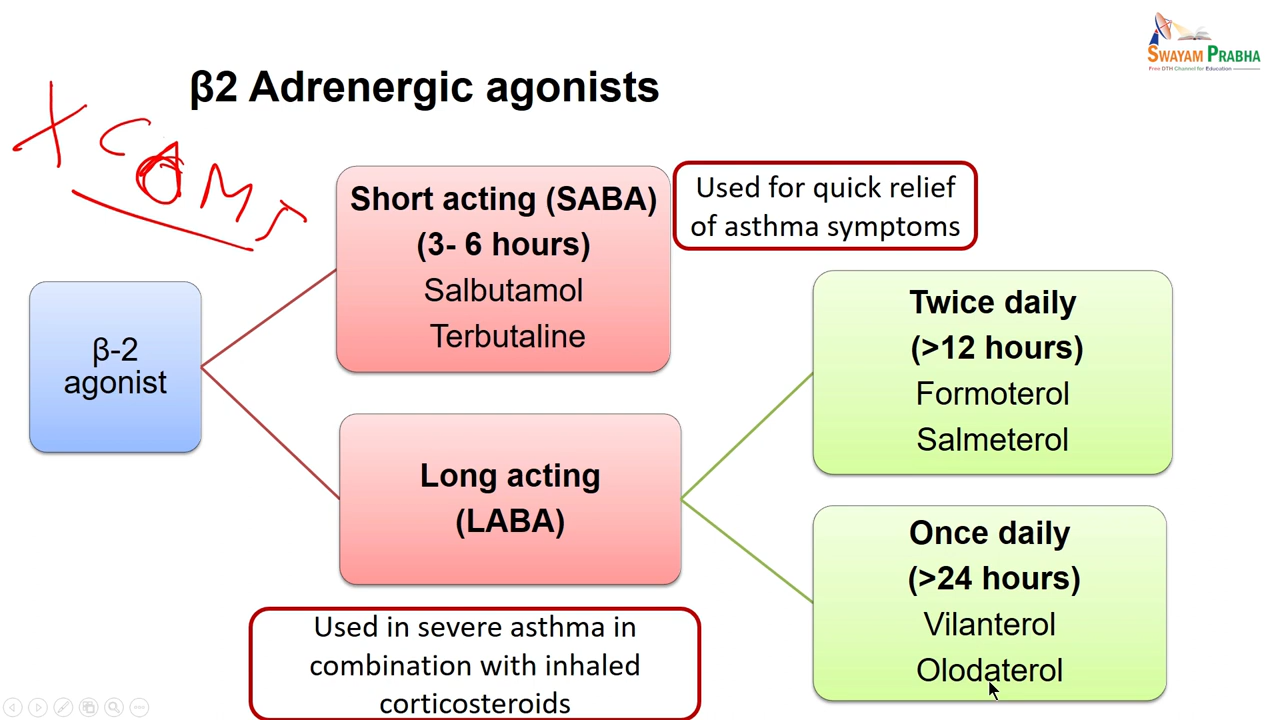 SWAYAM PRABHA
Free DTH Channel for Education
β2 Adrenergic agonists
Short acting (SABA)
(3- 6 hours)
Salbutamol
Terbutaline
Used for quick relief
of asthma symptoms
β-2
agonist
Long acting
(LABA)
Twice daily
(>12 hours)
Formoterol
Salmeterol
Once daily
(>24 hours)
Vilanterol
Olodaterol
Used in severe asthma in
combination with inhaled
corticosteroids